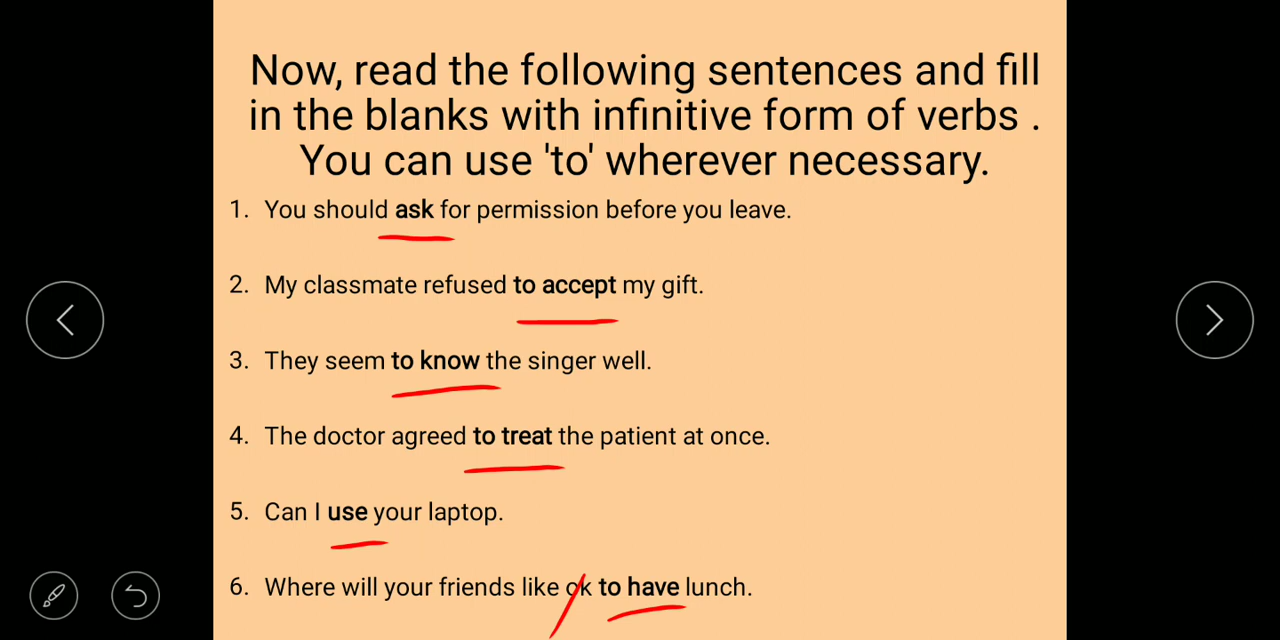 Now, read the following sentences and fill
in the blanks with infinitive form of verbs .
You can use 'to' wherever necessary.
1. You should ask for permission before you leave.
2. My classmate refused to accept my gift.
3. They seem to know the singer well.
4. The doctor agreed to treat the patient at once.
5. Can I use your laptop.
6. Where will your friends like ok to have lunch.